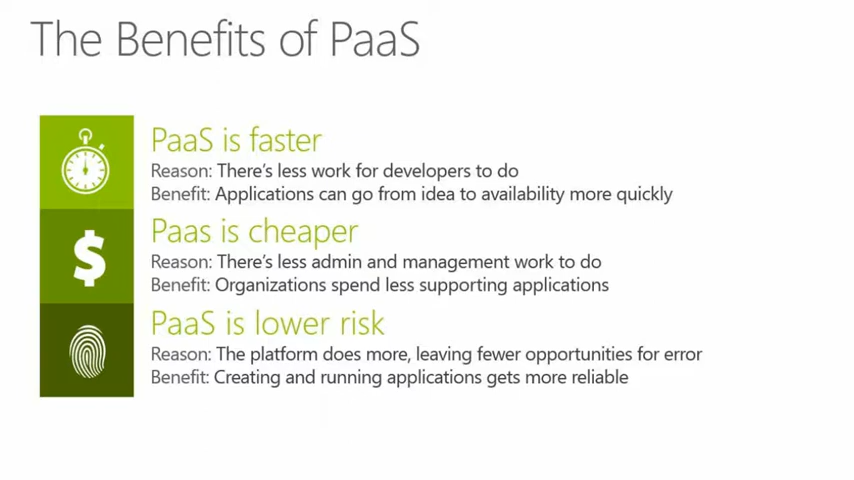 The Benefits of PaaS
PaaS is faster
Reason: There's less work for developers to do
Benefit: Applications can go from idea to availability more quickly
$
Paas is cheaper
Reason: There's less admin and management work to do
Benefit: Organizations spend less supporting applications
PaaS is lower risk
Reason: The platform does more, leaving fewer opportunities for error
Benefit: Creating and running applications gets more reliable